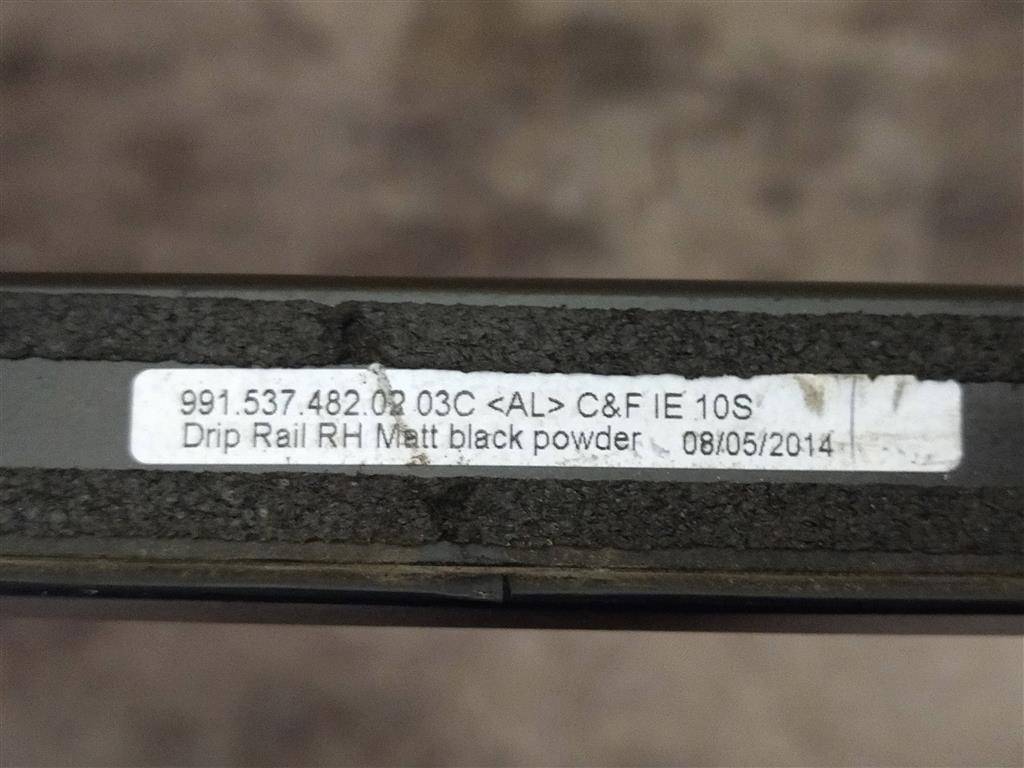 991.537.482.02 03C <AL> C&F IE 10S
Drip Rail RH Matt black powder 08/05/2014